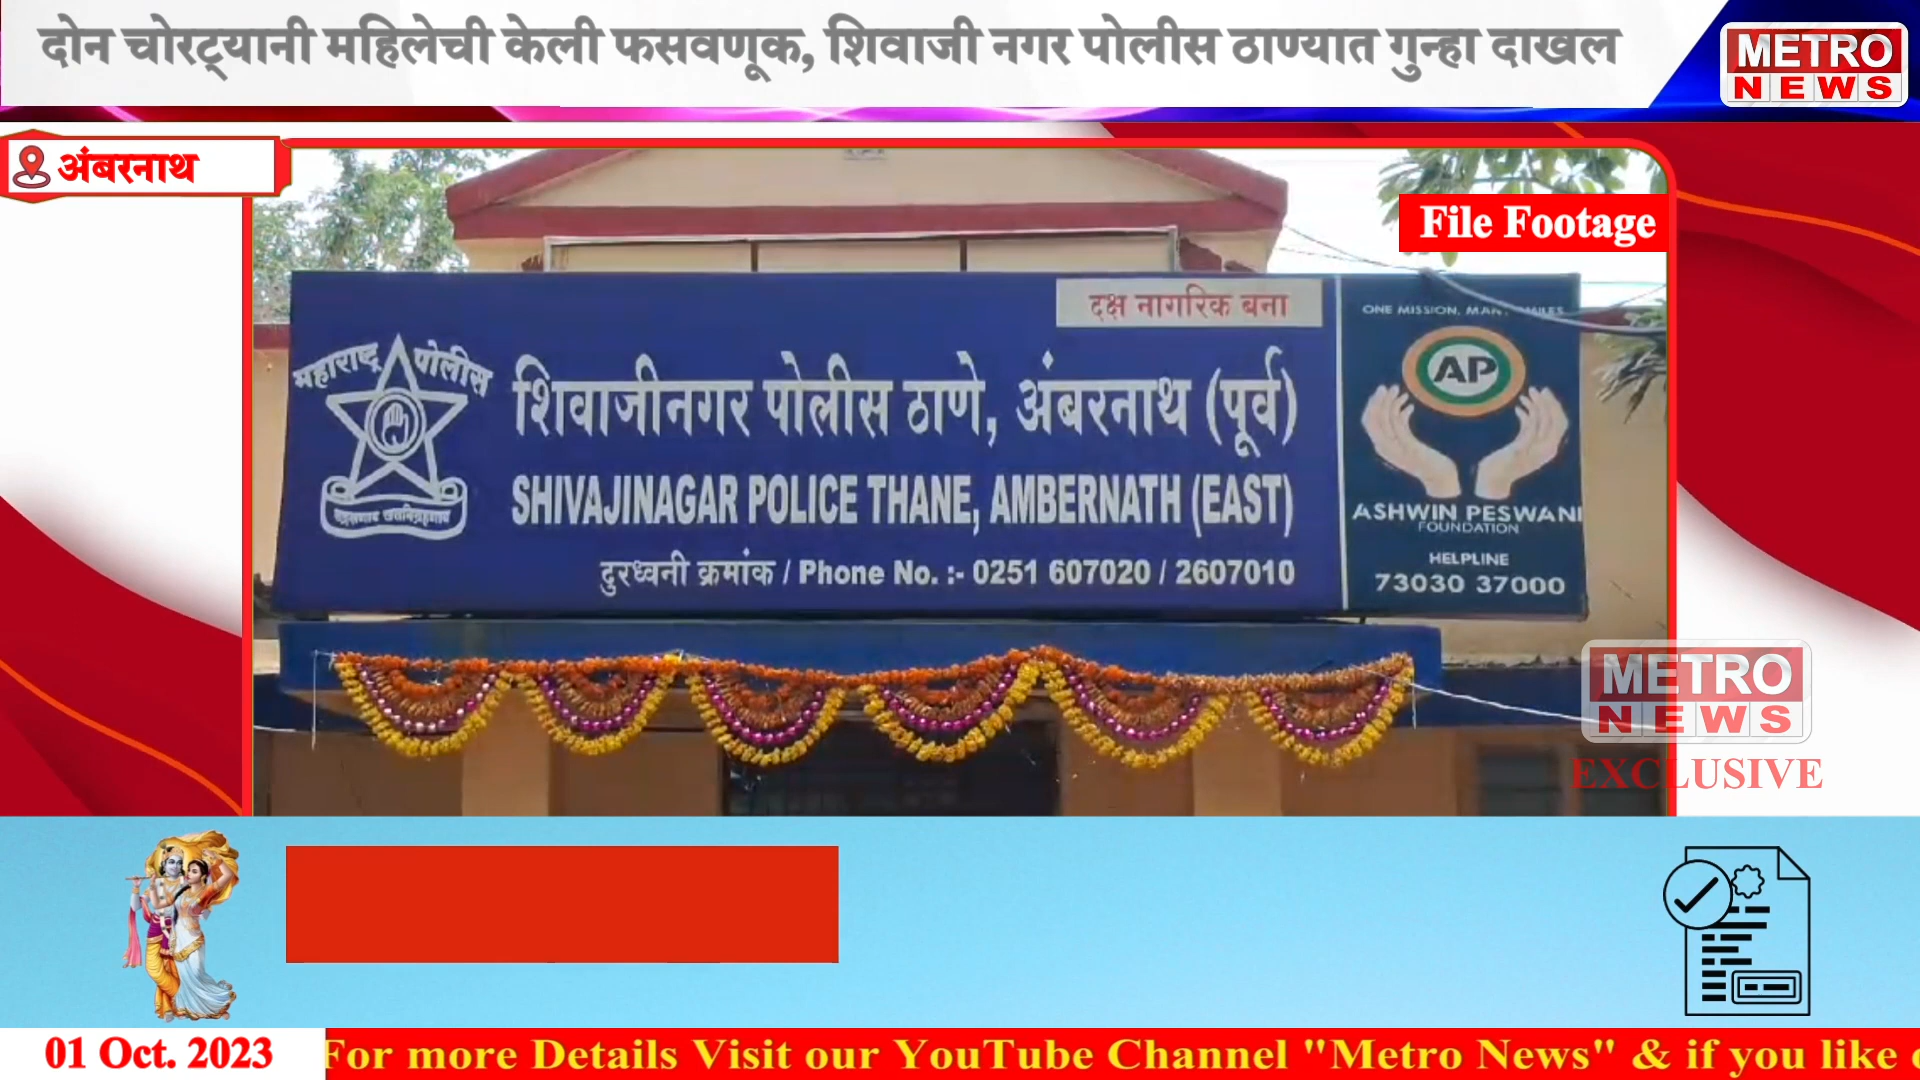 दोन चोरट्यानी महिलेची केली फसवणूक, शिवाजी नगर पोलीस ठाण्यात गुन्हा दाखल
METRO
NEWS
अंबरनाथ
File Footage
दक्ष नागरिक बना
महाराष्ट्र पोलीस
शिवाजीनगर पोलीस ठाणे, अंबरनाथ (पूर्व)
SHIVAJINAGAR POLICE THANE, AMBERNATH (EAST)
दुरध्वनी क्रमांक / Phone No. :- 0251 607020 / 2607010
ONE MISSION,
AP
ASHWIN PESWANI
FOUNDATION
HELPLINE
73030 37000
METRO
NEWS
EXCLUSIVE
01 Oct. 2023
For more Details Visit our YouTube Channel "Metro News" & if you like